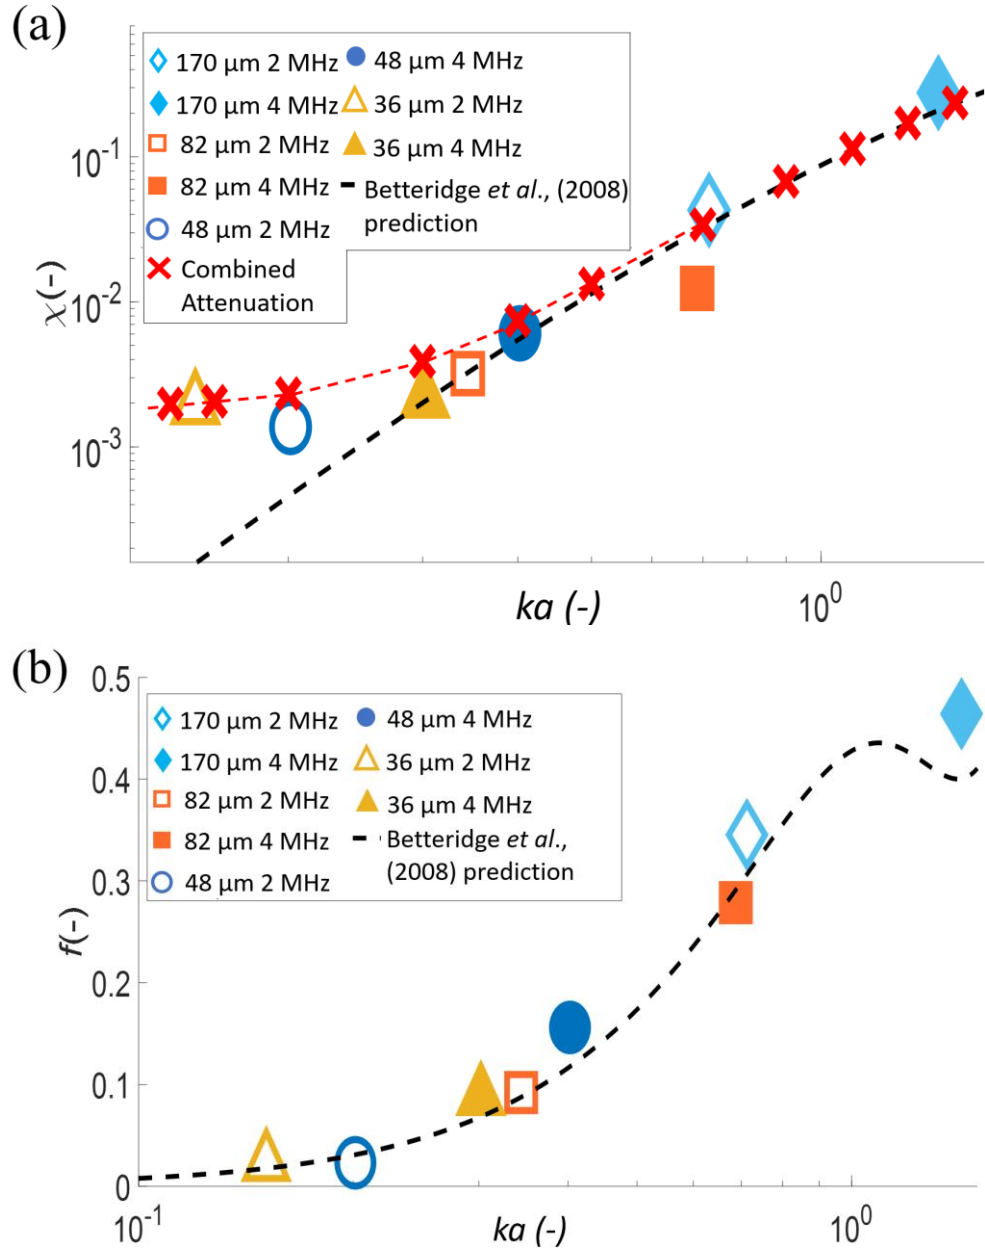 (a)
170 µm 2 MHz
48 µm 4 MHz
170 µm 4 MHz
36 µm 2 MHz
82 µm 2 MHz
36 µm 4 MHz
82 µm 4 MHz
Betteridge et al., (2008)
prediction
48 µm 2 MHz
Combined
Attenuation
10⁻¹
10⁻²
10⁻³
χ(-)
10⁰
ka (-)
(b)
0.5
0.4
0.3
0.2
0.1
0
f(-)
170 µm 2 MHz
48 µm 4 MHz
170 µm 4 MHz
36 µm 2 MHz
82 µm 2 MHz
36 µm 4 MHz
82 µm 4 MHz
Betteridge et al.,
(2008) prediction
48 µm 2 MHz
10⁻¹
10⁰
ka (-)